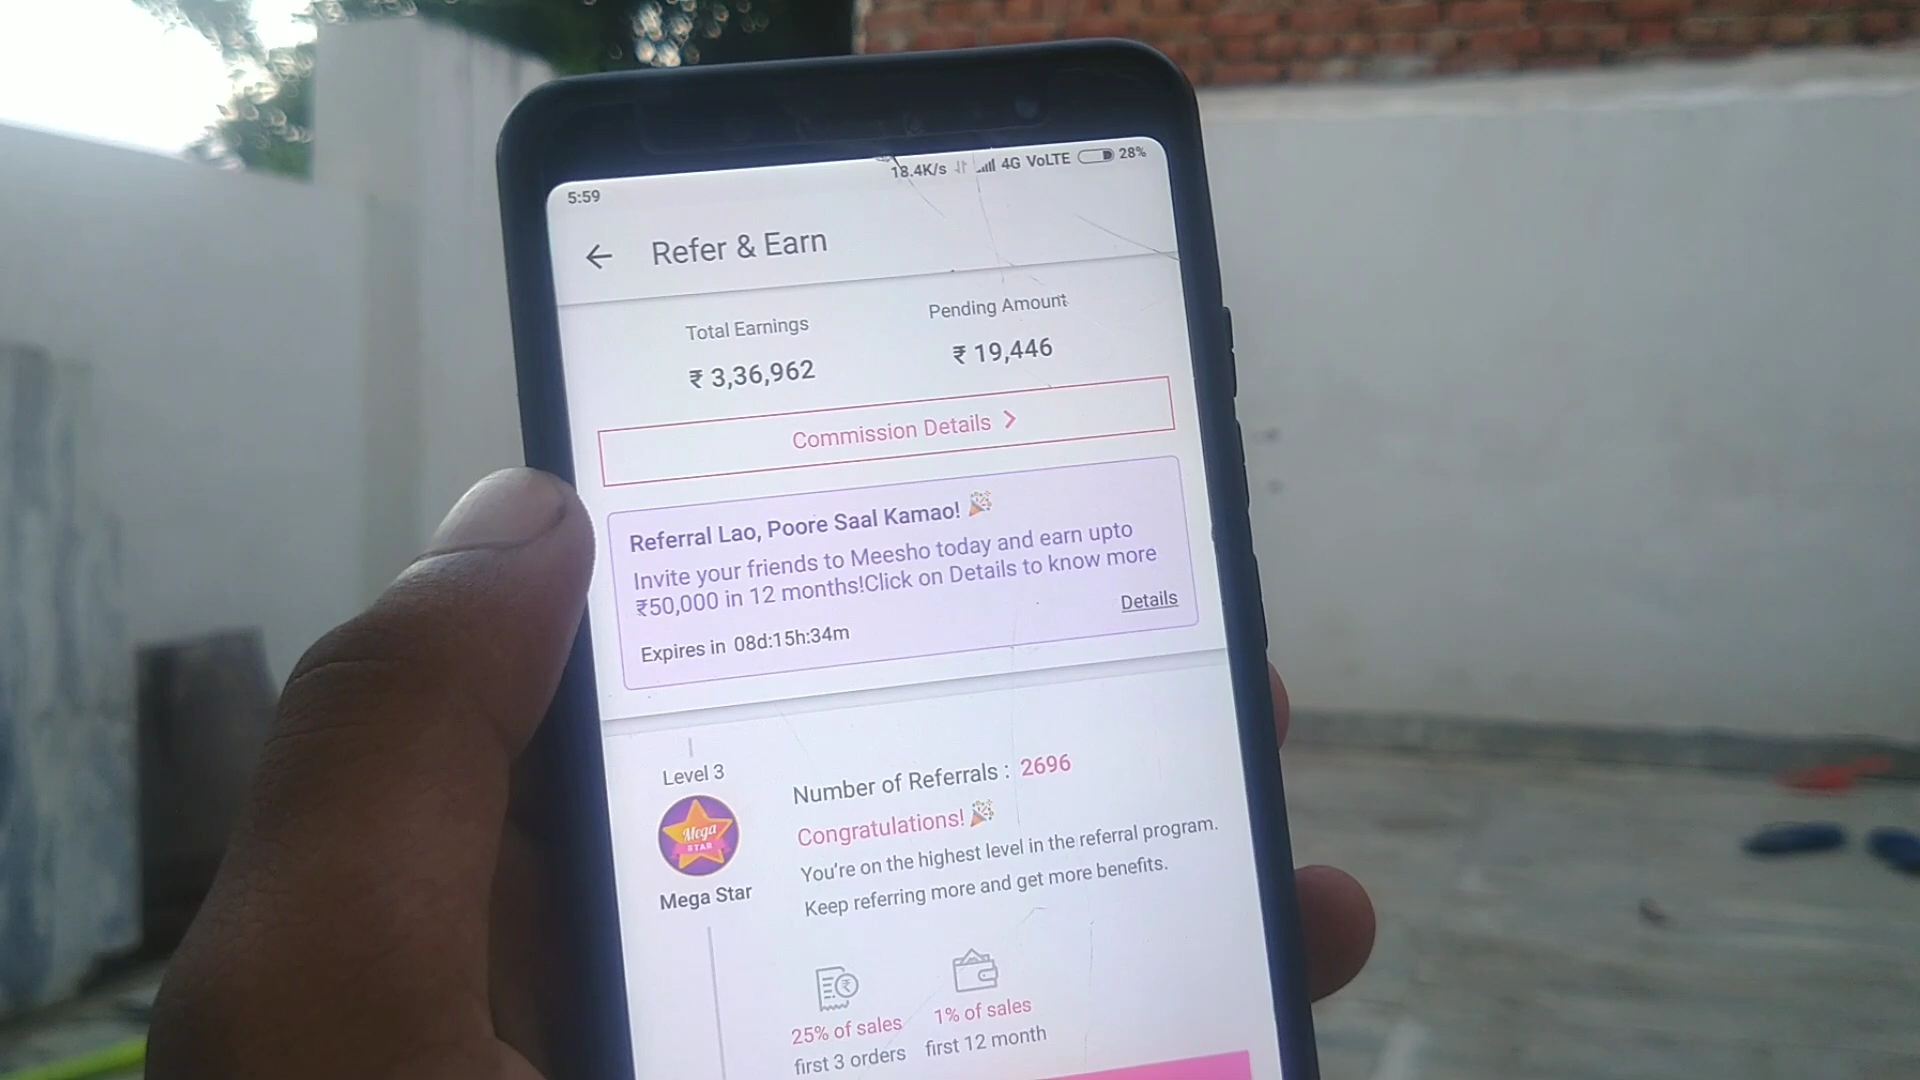 5:59
18.4K/s 4G VoLTE 28%
Refer & Earn
Total Earnings
₹ 3,36,962
Pending Amount
₹ 19,446
Commission Details
Referral Lao, Poore Saal Kamao!
Invite your friends to Meesho today and earn upto
₹50,000 in 12 months!Click on Details to know more
Details
Expires in 08d:15h:34m
Level 3
Mega
STAR
Mega Star
Number of Referrals : 2696
Congratulations!
You're on the highest level in the referral program.
Keep referring more and get more benefits.
25% of sales
first 3 orders
1% of sales
first 12 month